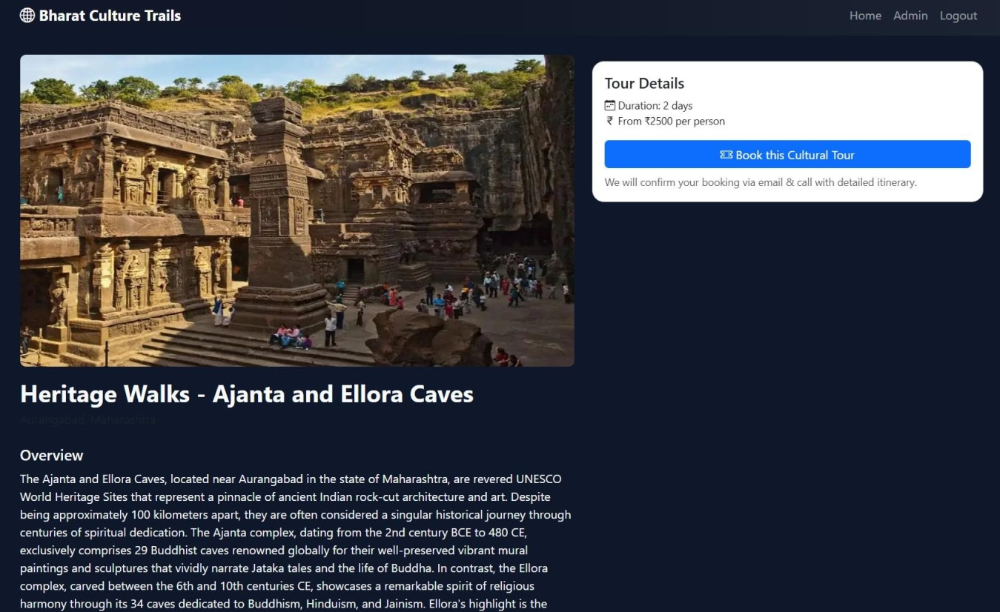 Bharat Culture Trails
Home Admin Logout
Heritage Walks - Ajanta and Ellora Caves
Aurangabad, Maharashtra
Overview
The Ajanta and Ellora Caves, located near Aurangabad in the state of Maharashtra, are revered UNESCO
World Heritage Sites that represent a pinnacle of ancient Indian rock-cut architecture and art. Despite
being approximately 100 kilometers apart, they are often considered a singular historical journey through
centuries of spiritual dedication. The Ajanta complex, dating from the 2nd century BCE to 480 CE,
exclusively comprises 29 Buddhist caves renowned globally for their well-preserved vibrant mural
paintings and sculptures that vividly narrate Jataka tales and the life of Buddha. In contrast, the Ellora
complex, carved between the 6th and 10th centuries CE, showcases a remarkable spirit of religious
harmony through its 34 caves dedicated to Buddhism, Hinduism, and Jainism. Ellora's highlight is the
Tour Details
Duration: 2 days
₹ From ₹2500 per person
Book this Cultural Tour
We will confirm your booking via email & call with detailed itinerary.